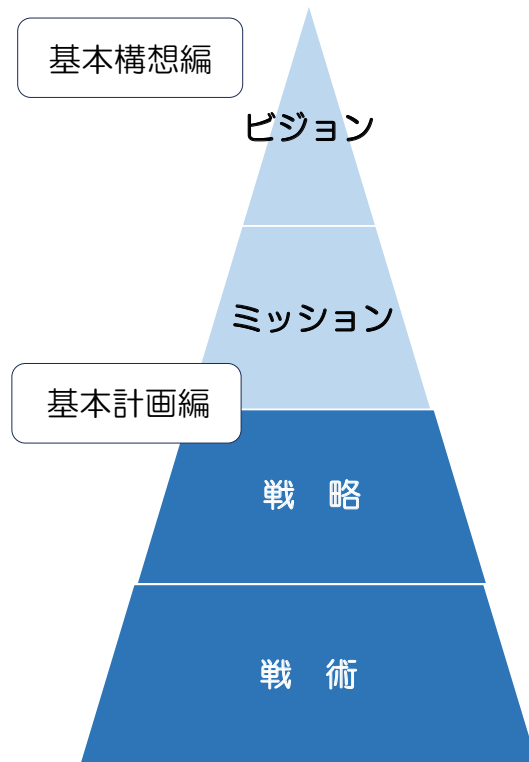 基本構想編
ビジョン
ミッション
基本計画編
戦　略
戦　術